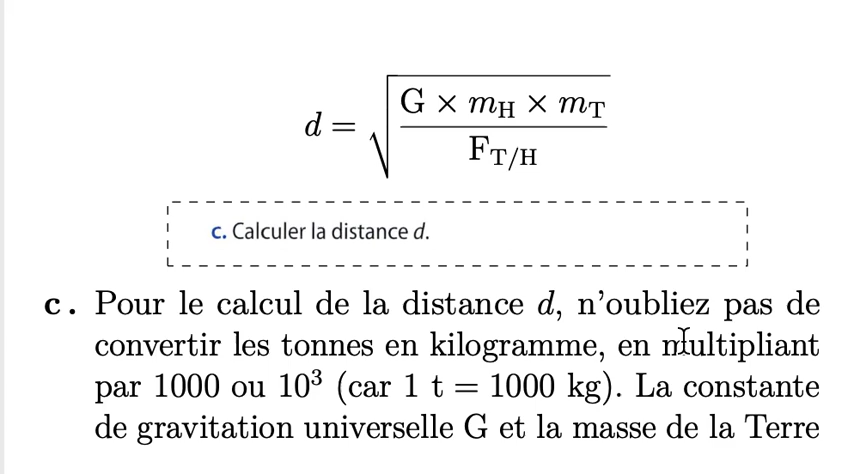 d = √(G × m_H × m_T / F_T/H)
c. Calculer la distance d.
c. Pour le calcul de la distance d, n'oubliez pas de
convertir les tonnes en kilogramme, en multipliant
par 1000 ou 10³ (car 1 t = 1000 kg). La constante
de gravitation universelle G et la masse de la Terre